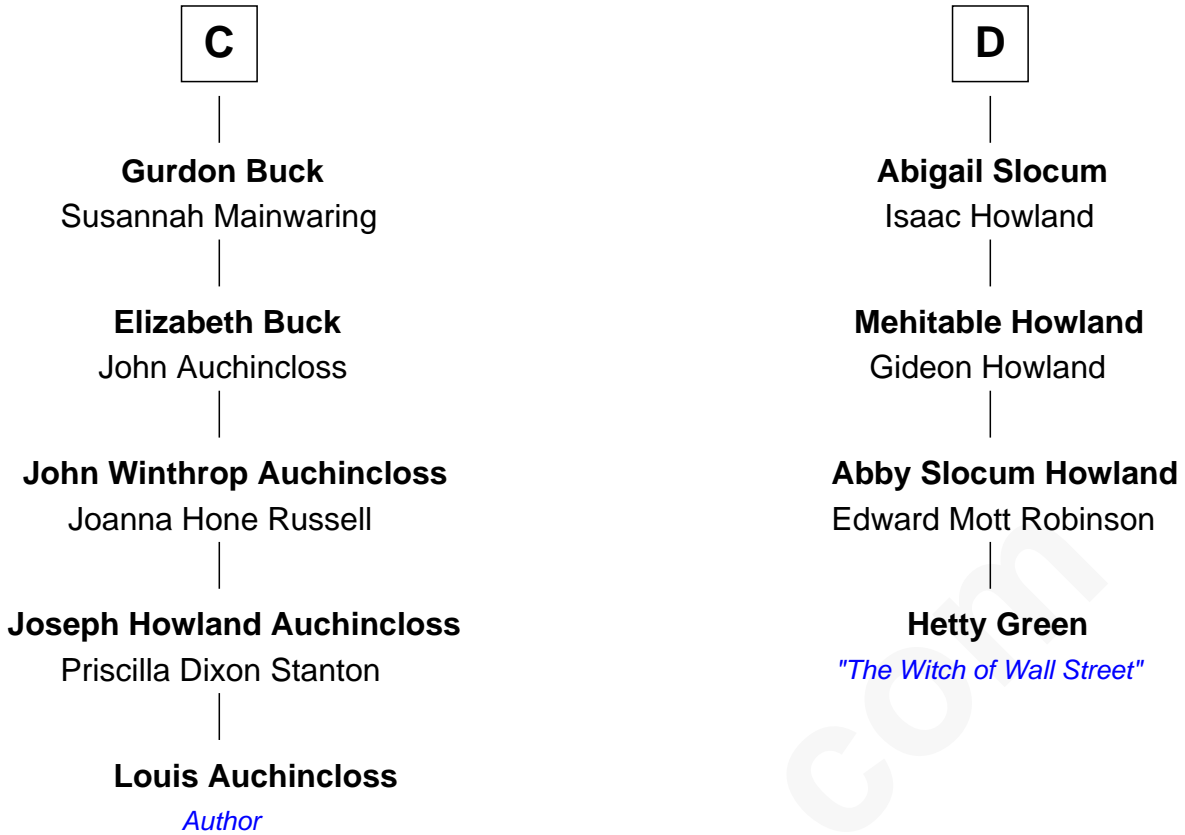 C
Gurdon Buck
Susannah Mainwaring
Elizabeth Buck
John Auchincloss
John Winthrop Auchincloss
Joanna Hone Russell
Joseph Howland Auchincloss
Priscilla Dixon Stanton
Louis Auchincloss
Author
D
Abigail Slocum
Isaac Howland
Mehitable Howland
Gideon Howland
Abby Slocum Howland
Edward Mott Robinson
Hetty Green
"The Witch of Wall Street"
com